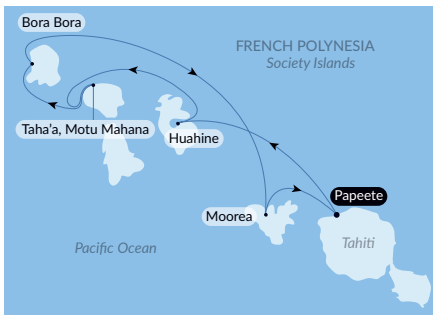 Bora Bora
FRENCH POLYNESIA
Society Islands
Taha'a, Motu Mahana
Huahine
Papeete
Moorea
Tahiti
Pacific Ocean